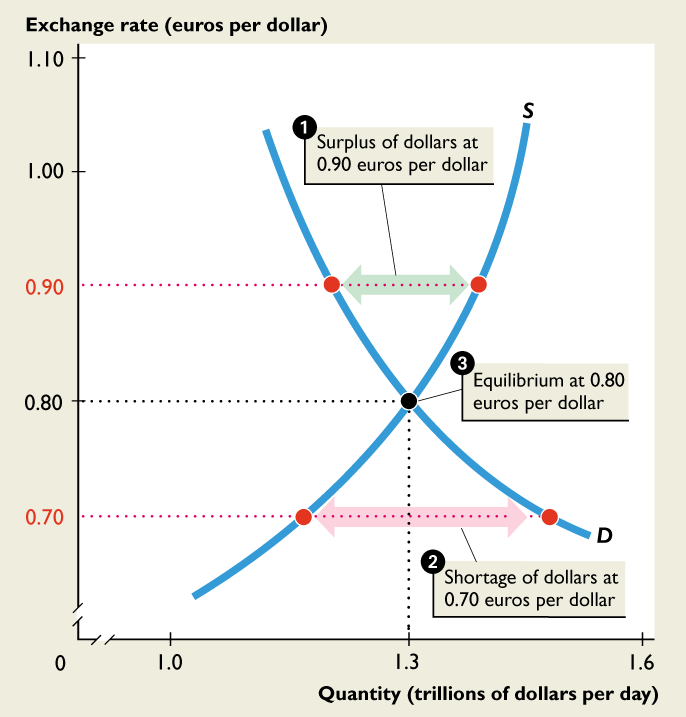 Exchange rate (euros per dollar)
1.10
S
1
Surplus of dollars at
0.90 euros per dollar
1.00
0.90
3
Equilibrium at 0.80
euros per dollar
0.80
0.70
D
2
Shortage of dollars at
0.70 euros per dollar
0
1.0
1.3
1.6
Quantity (trillions of dollars per day)